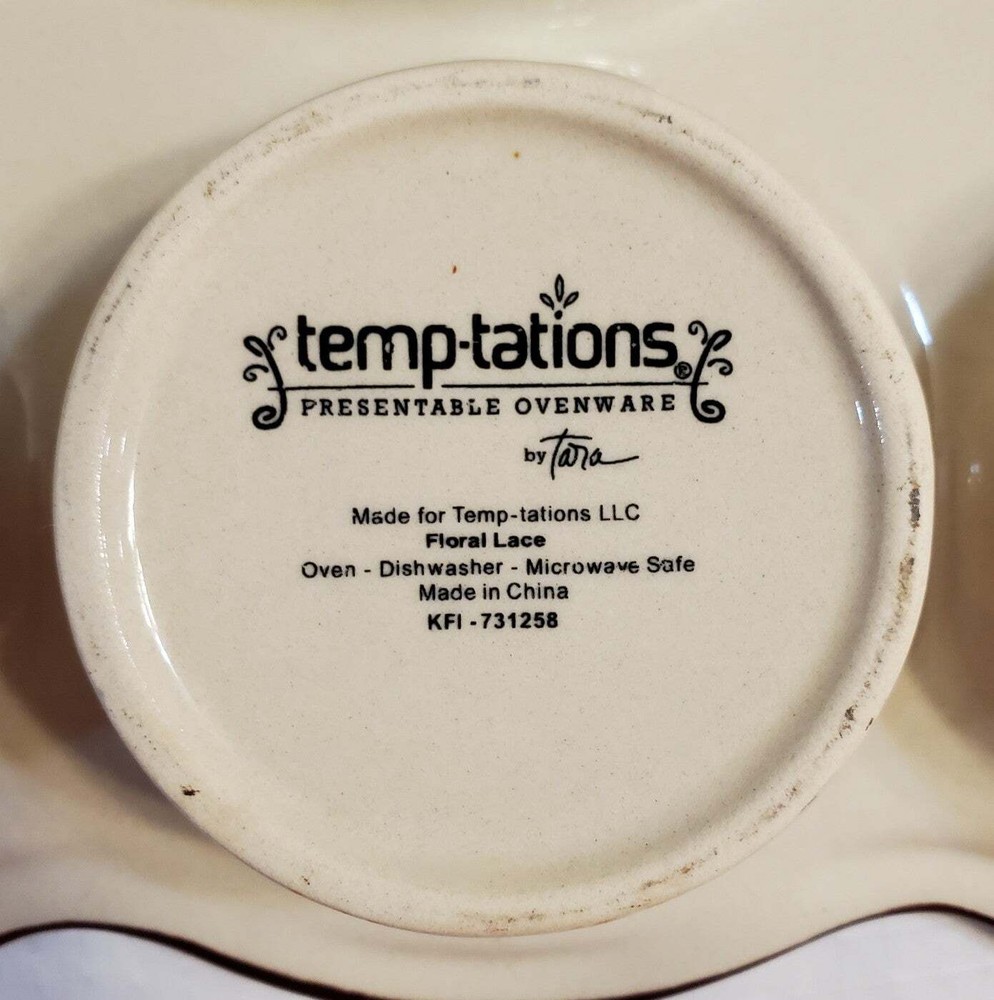 temp-tations®
PRESENTABLE OVENWARE
by Tara
Made for Temp-tations LLC
Floral Lace
Oven - Dishwasher - Microwave Safe
Made in China
KFI - 731258